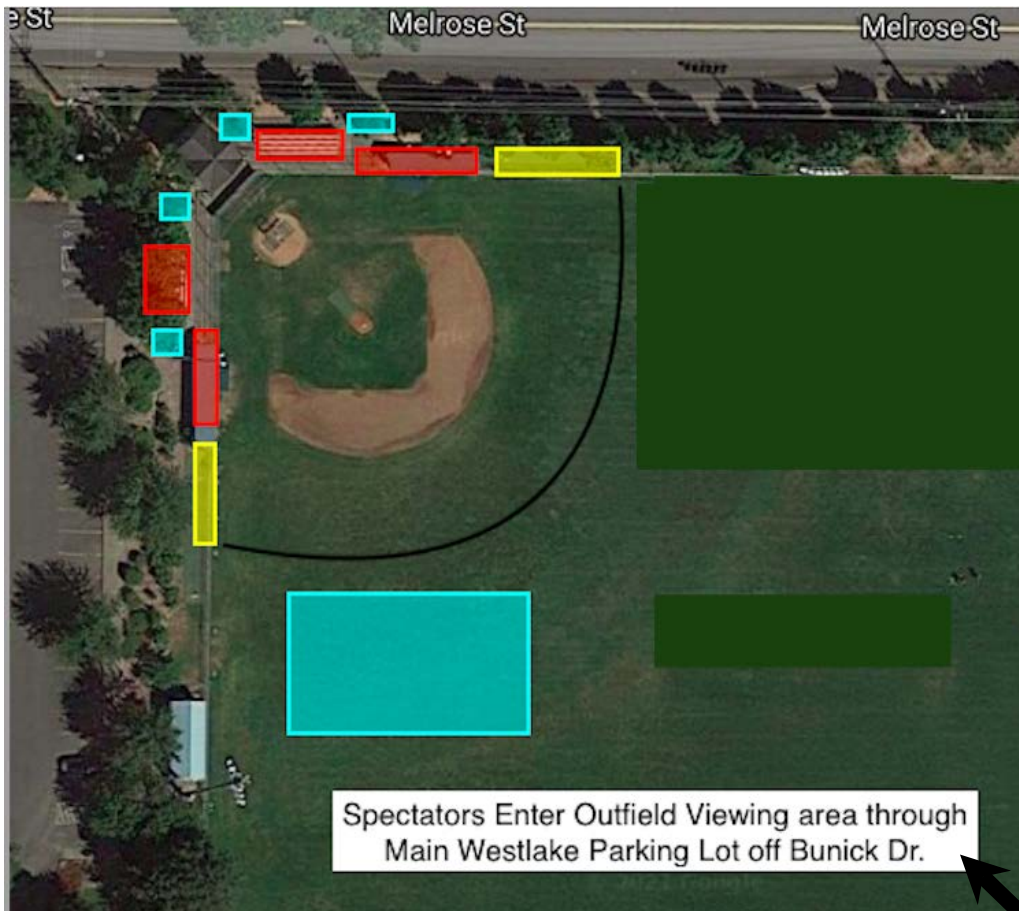 e St
Melrose St
Melrose St
Spectators Enter Outfield Viewing area through
Main Westlake Parking Lot off Bunick Dr.